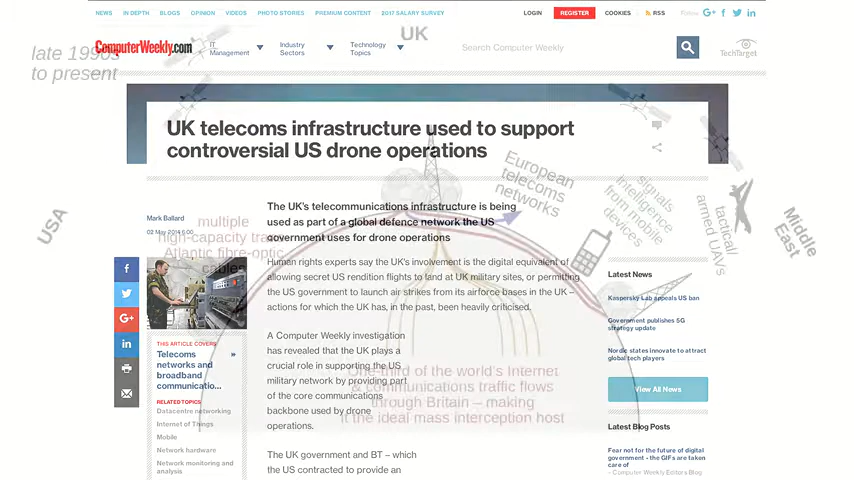 NEWS IN DEPTH BLOGS OPINION VIDEOS PHOTO STORIES PREMIUM CONTENT 2017 SALARY SURVEY LOGIN REGISTER COOKIES RSS Follow:
UK
late 1990s
to present
ComputerWeekly.com
IT
Management
Industry
Sectors
Technology
Topics
Search Computer Weekly
TechTarget
UK telecoms infrastructure used to support
controversial US drone operations
European
telecoms
networks
signals
intelligence
from mobile
devices
tactical/
armed UAVs
Middle
East
USA
multiple
high-capacity trans
Atlantic fibre-optic
cables
Mark Ballard
02 May 2014 6:00
The UK's telecommunications infrastructure is being
used as part of a global defence network the US
government uses for drone operations
Human rights experts say the UK's involvement is the digital equivalent of
allowing secret US rendition flights to land at UK military sites, or permitting
the US government to launch air strikes from its airforce bases in the UK –
actions for which the UK has, in the past, been heavily criticised.
A Computer Weekly investigation
has revealed that the UK plays a
crucial role in supporting the US
military network by providing part
of the core communications
backbone used by drone
operations.
The UK government and BT – which
the US contracted to provide an
One-third of the world's Internet
& communications traffic flows
through Britain – making
it the ideal mass interception host
THIS ARTICLE COVERS
Telecoms
networks and
broadband
communicatio...
»
RELATED TOPICS
Datacentre networking
Internet of Things
Mobile
Network hardware
Network monitoring and
analysis
Latest News
Kaspersky Lab appeals US ban
Government publishes 5G
strategy update
Nordic states innovate to attract
global tech players
View All News
Latest Blog Posts
Fear not for the future of digital
government - the GIFs are taken
care of
– Computer Weekly Editors Blog